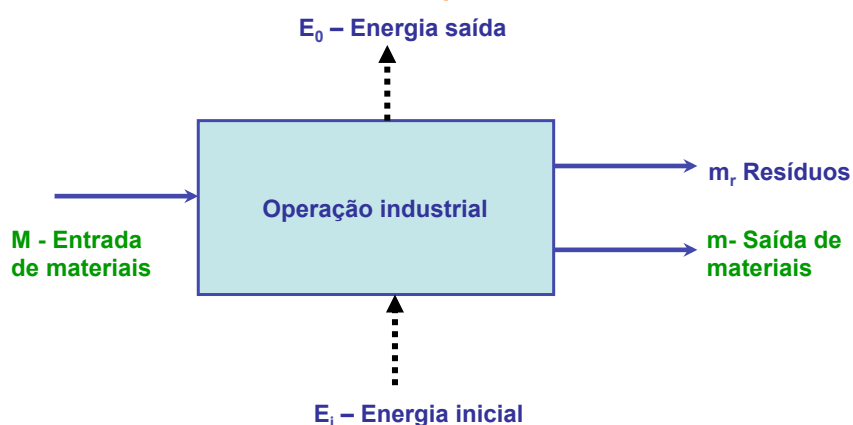 E₀ – Energia saída
Operação industrial
M - Entrada
de materiais
mᵣ Resíduos
m- Saída de
materiais
Eᵢ – Energia inicial